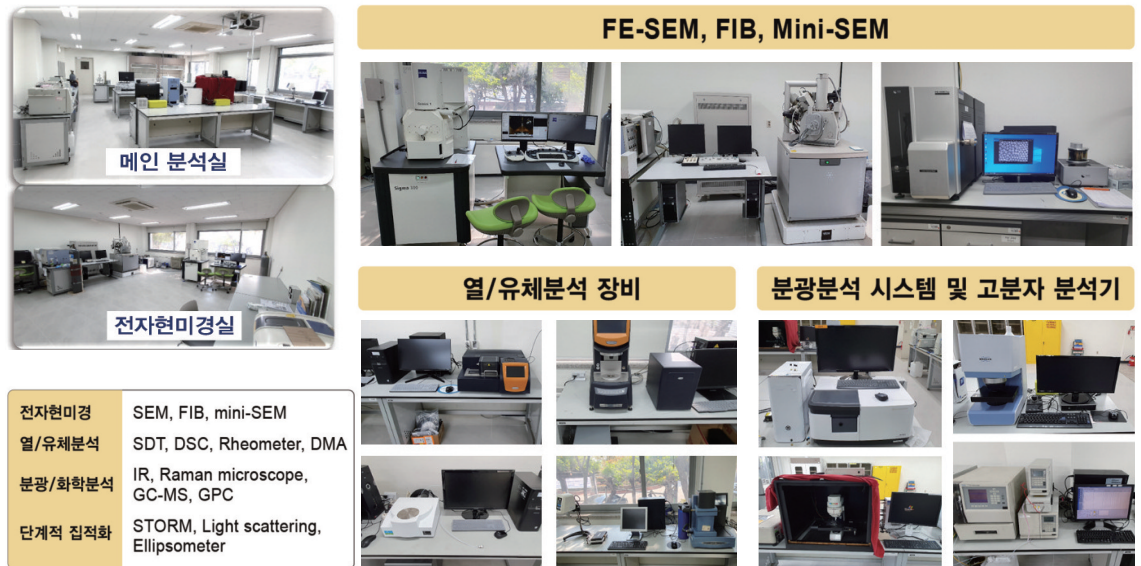 메인 분석실
전자현미경실
FE-SEM, FIB, Mini-SEM
열/유체분석 장비
분광분석 시스템 및 고분자 분석기
전자현미경 SEM, FIB, mini-SEM
열/유체분석 SDT, DSC, Rheometer, DMA
분광/화학분석 IR, Raman microscope,
GC-MS, GPC
단계적 집적화 STORM, Light scattering,
Ellipsometer